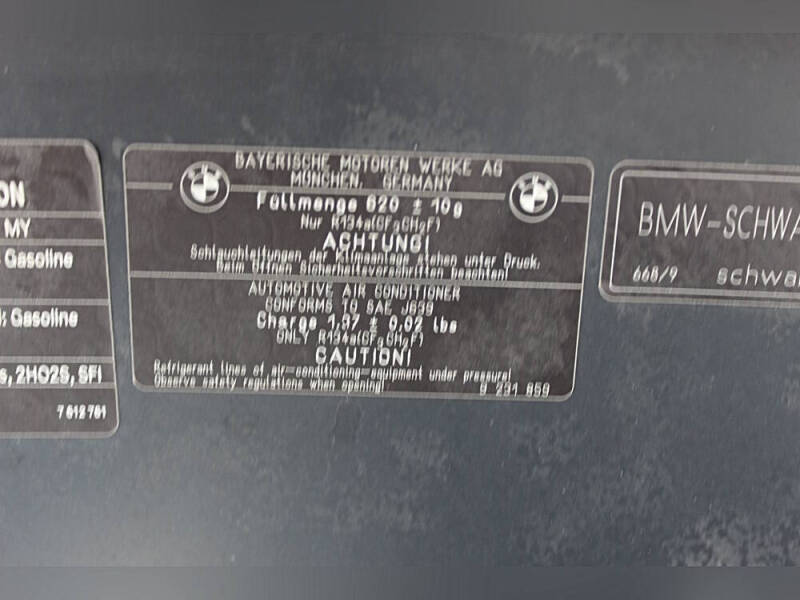 ON
MY
Gasoline
Gasoline
2HO2S, SFI
7 612 761
BAYERISCHE MOTOREN WERKE AG
MÜNCHEN, GERMANY
Füllmenge 620 ± 10g
Nur R134a(CF3CH2F)
ACHTUNG!
Schlauchleitungen der Klimaanlage stehen unter Druck.
Beim Öffnen Sicherheitsvorschriften beachten!
AUTOMOTIVE AIR CONDITIONER
CONFORMS TO SAE J639
Charge 1,37 ± 0,02 lbs
ONLY R134a(CF3CH2F)
CAUTION!
Refrigerant lines of air-conditioning-equipment under pressure!
Observe safety regulations when opening!
9 231 859
BMW-SCHWA
668/9 schwar